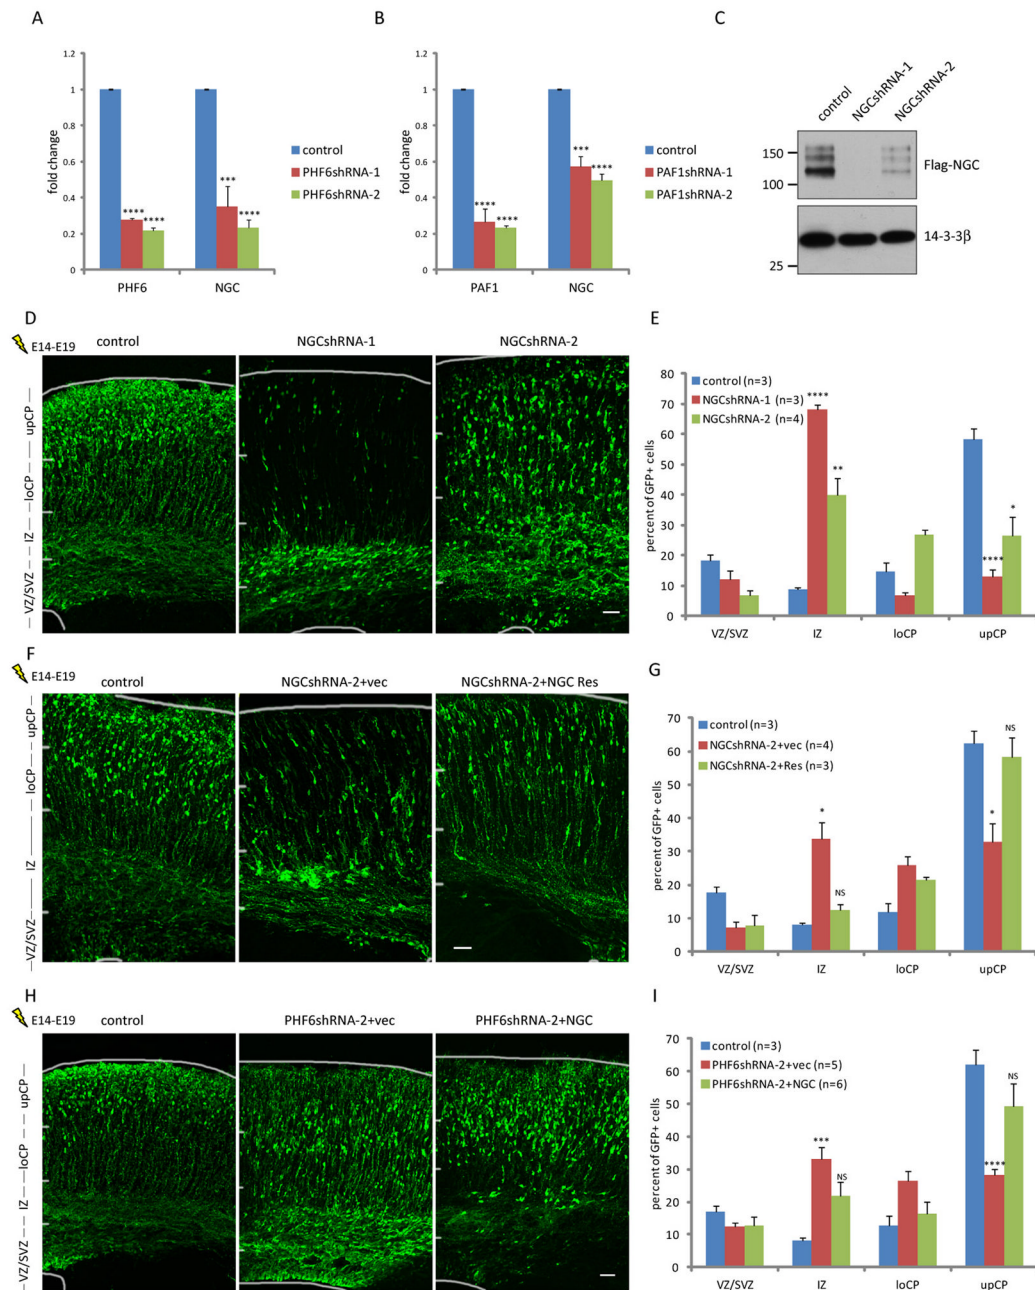 A
1.2
1
0.8
0.6
0.4
0.2
0
fold change
****
****
***
****
PHF6
NGC
control
PHF6shRNA-1
PHF6shRNA-2
B
1.2
1
0.8
0.6
0.4
0.2
0
fold change
****
****
***
****
PAF1
NGC
control
PAF1shRNA-1
PAF1shRNA-2
C
control
NGCshRNA-1
NGCshRNA-2
150
100
Flag-NGC
25
14-3-3β
D
E14-E19
control
NGCshRNA-1
NGCshRNA-2
VZ/SVZ
IZ
loCP
upCP
E
80
70
60
50
40
30
20
10
0
percent of GFP+ cells
control (n=3)
NGCshRNA-1 (n=3)
NGCshRNA-2 (n=4)
****
**
****
*
VZ/SVZ
IZ
loCP
upCP
F
E14-E19
control
NGCshRNA-2+vec
NGCshRNA-2+NGC Res
VZ/SVZ
IZ
loCP
upCP
G
70
60
50
40
30
20
10
0
percent of GFP+ cells
control (n=3)
NGCshRNA-2+vec (n=4)
NGCshRNA-2+Res (n=3)
*
NS
*
NS
VZ/SVZ
IZ
loCP
upCP
H
E14-E19
control
PHF6shRNA-2+vec
PHF6shRNA-2+NGC
VZ/SVZ
IZ
loCP
upCP
I
70
60
50
40
30
20
10
0
percent of GFP+ cells
control (n=3)
PHF6shRNA-2+vec (n=5)
PHF6shRNA-2+NGC (n=6)
***
NS
****
NS
VZ/SVZ
IZ
loCP
upCP